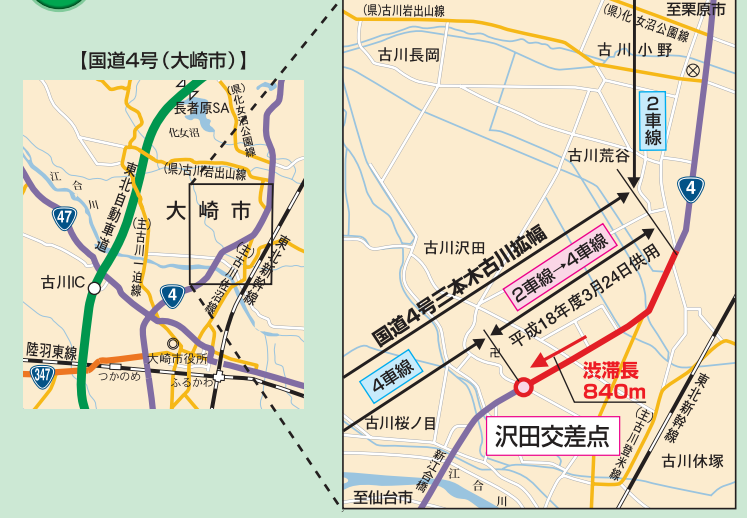 【国道4号(大崎市)】
長者原SA
化女沼
(県)化女沼公園線
(県)古川岩出山線
東北自動車道
江合川
47
大崎市
(主)古川一迫線
(主)古川佐沼線
東北新幹線
古川IC
4
陸羽東線
大崎市役所
347
つかのめ
ふるかわ
(県)古川岩出山線
至栗原市
(県)化女沼公園線
古川小野
古川長岡
2車線
古川荒谷
4
古川沢田
国道4号三本木古川拡幅
2車線→4車線
平成18年度3月24日供用
4車線
卍
渋滞長
840m
沢田交差点
古川桜ノ目
(主)古川登米線
東北新幹線
古川休塚
新江合橋
江合川
至仙台市